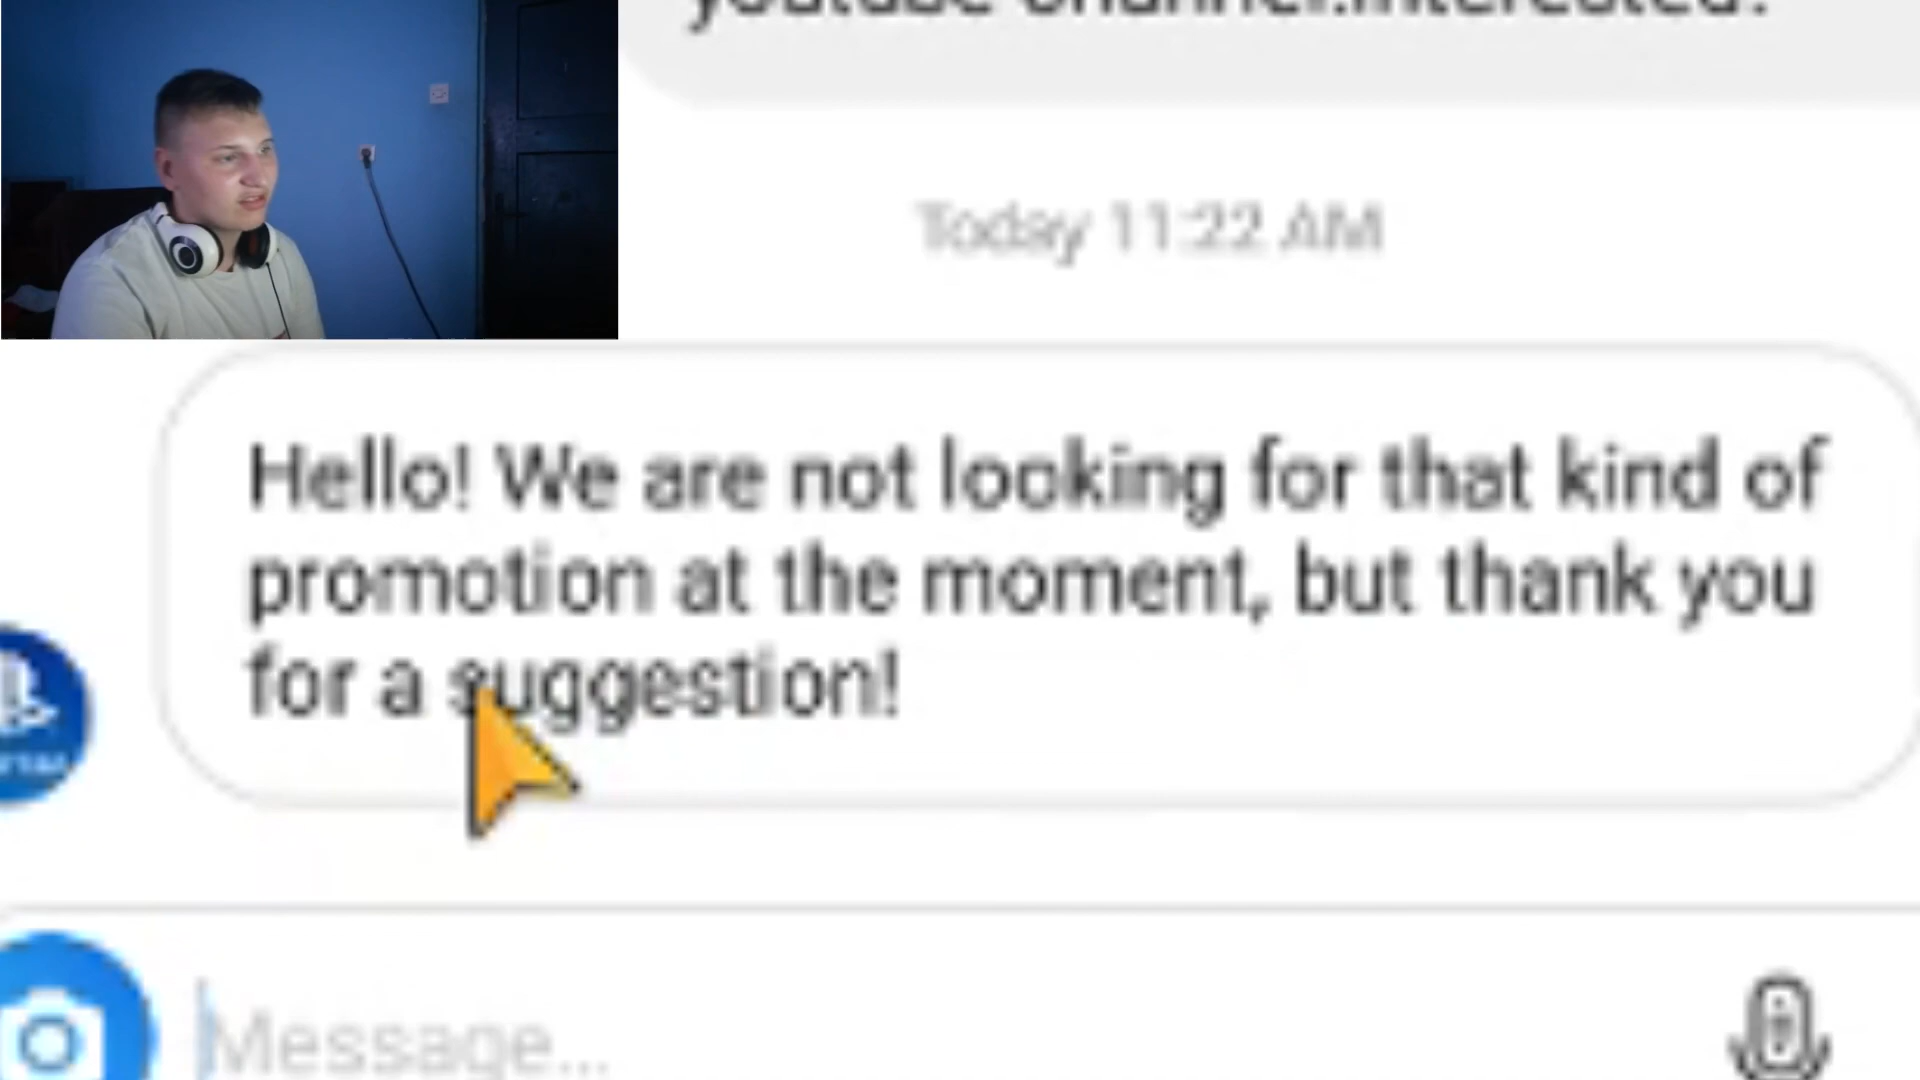 youtube channel.Interested?
Today 11:22 AM
Hello! We are not looking for that kind of
promotion at the moment, but thank you
for a suggestion!
Message...